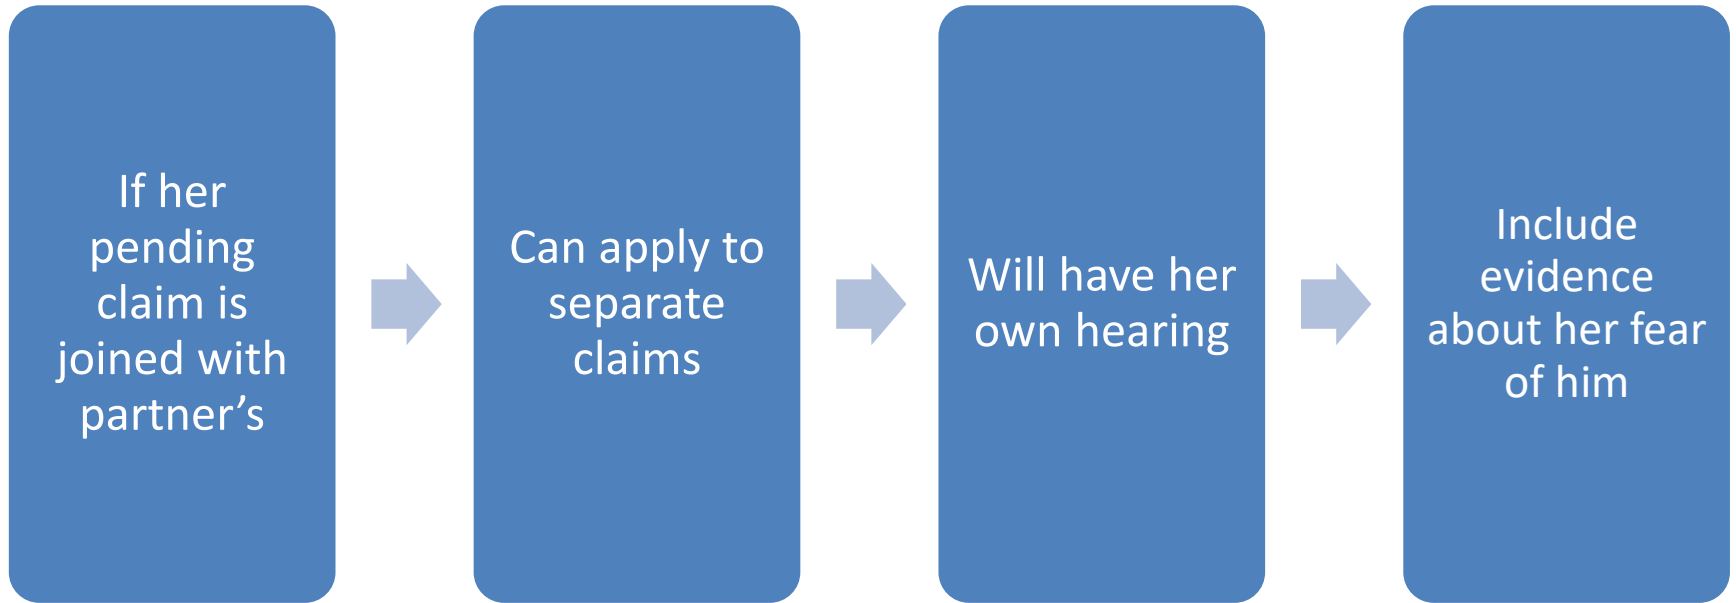 If her
pending
claim is
joined with
partner’s
Can apply to
separate
claims
Will have her
own hearing
Include
evidence
about her fear
of him